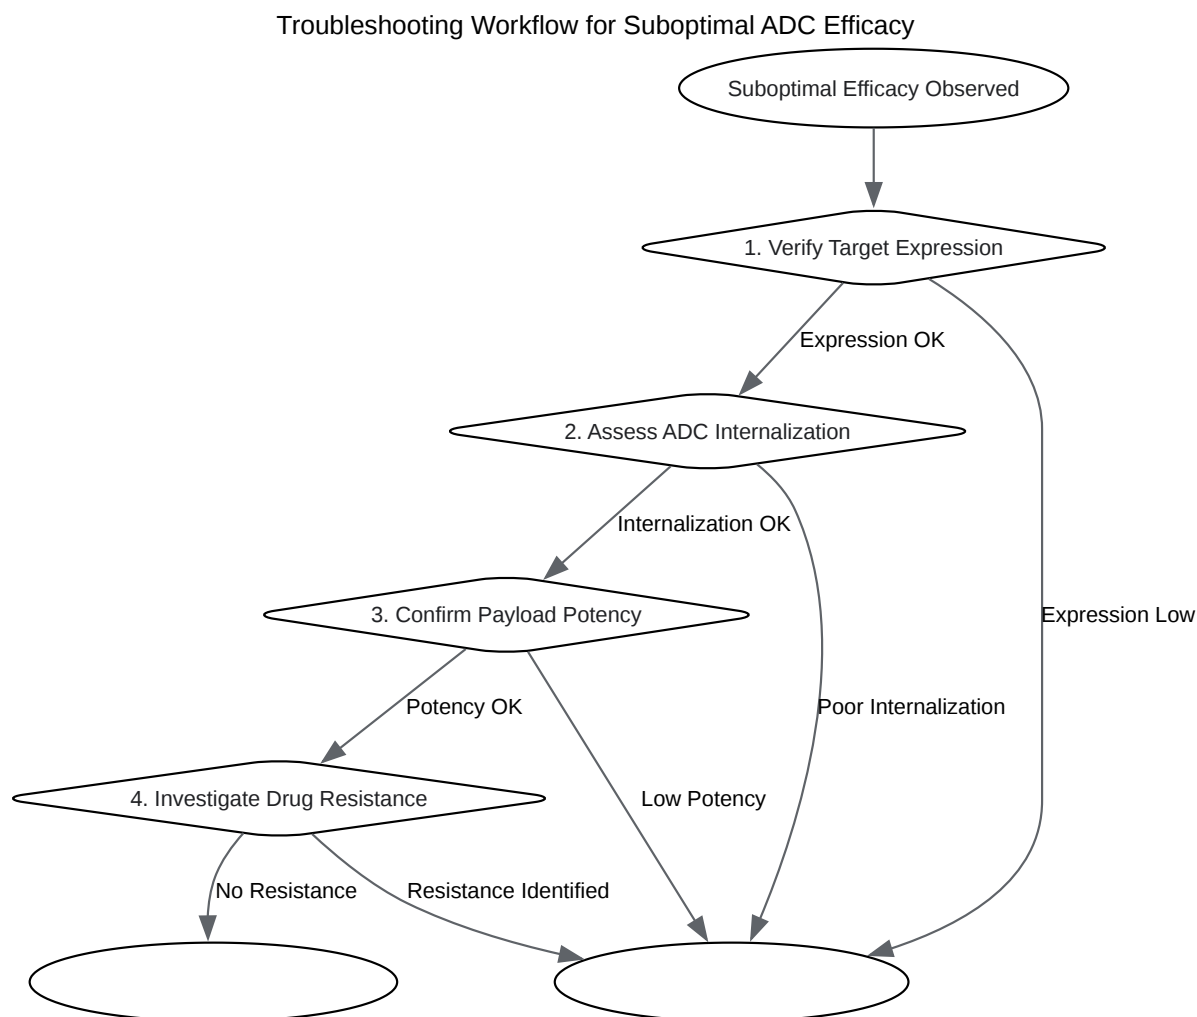 Troubleshooting Workflow for Suboptimal ADC Efficacy
Suboptimal Efficacy Observed
1. Verify Target Expression
Expression OK
2. Assess ADC Internalization
Internalization OK
3. Confirm Payload Potency
Expression Low
Potency OK
Poor Internalization
4. Investigate Drug Resistance
Low Potency
No Resistance
Resistance Identified